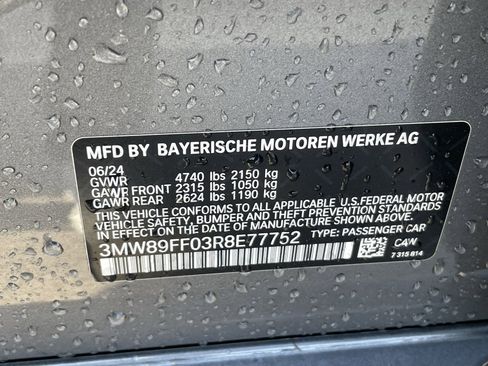 MFD BY BAYERISCHE MOTOREN WERKE AG
06/24
GVWR 4740 lbs 2150 kg
GAWR FRONT 2315 lbs 1050 kg
GAWR REAR 2624 lbs 1190 kg
THIS VEHICLE CONFORMS TO ALL APPLICABLE U.S.FEDERAL MOTOR
VEHICLE SAFETY, BUMPER AND THEFT PREVENTION STANDARDS
IN EFFECT ON THE DATE OF MANUFACTURE SHOWN ABOVE.
3MW89FF03R8E77752 TYPE: PASSENGER CAR
CAW
7 315 814